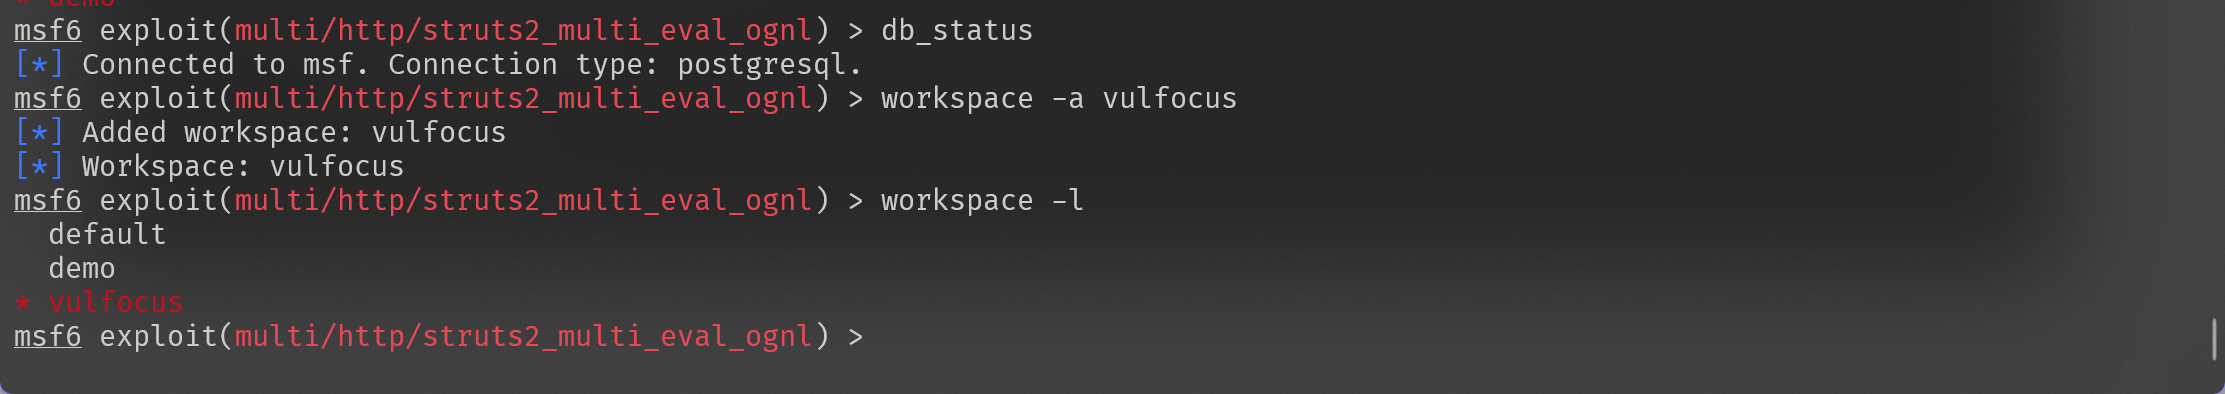 * demo
msf6 exploit(multi/http/struts2_multi_eval_ognl) > db_status
[*] Connected to msf. Connection type: postgresql.
msf6 exploit(multi/http/struts2_multi_eval_ognl) > workspace -a vulfocus
[*] Added workspace: vulfocus
[*] Workspace: vulfocus
msf6 exploit(multi/http/struts2_multi_eval_ognl) > workspace -l
  default
  demo
* vulfocus
msf6 exploit(multi/http/struts2_multi_eval_ognl) >